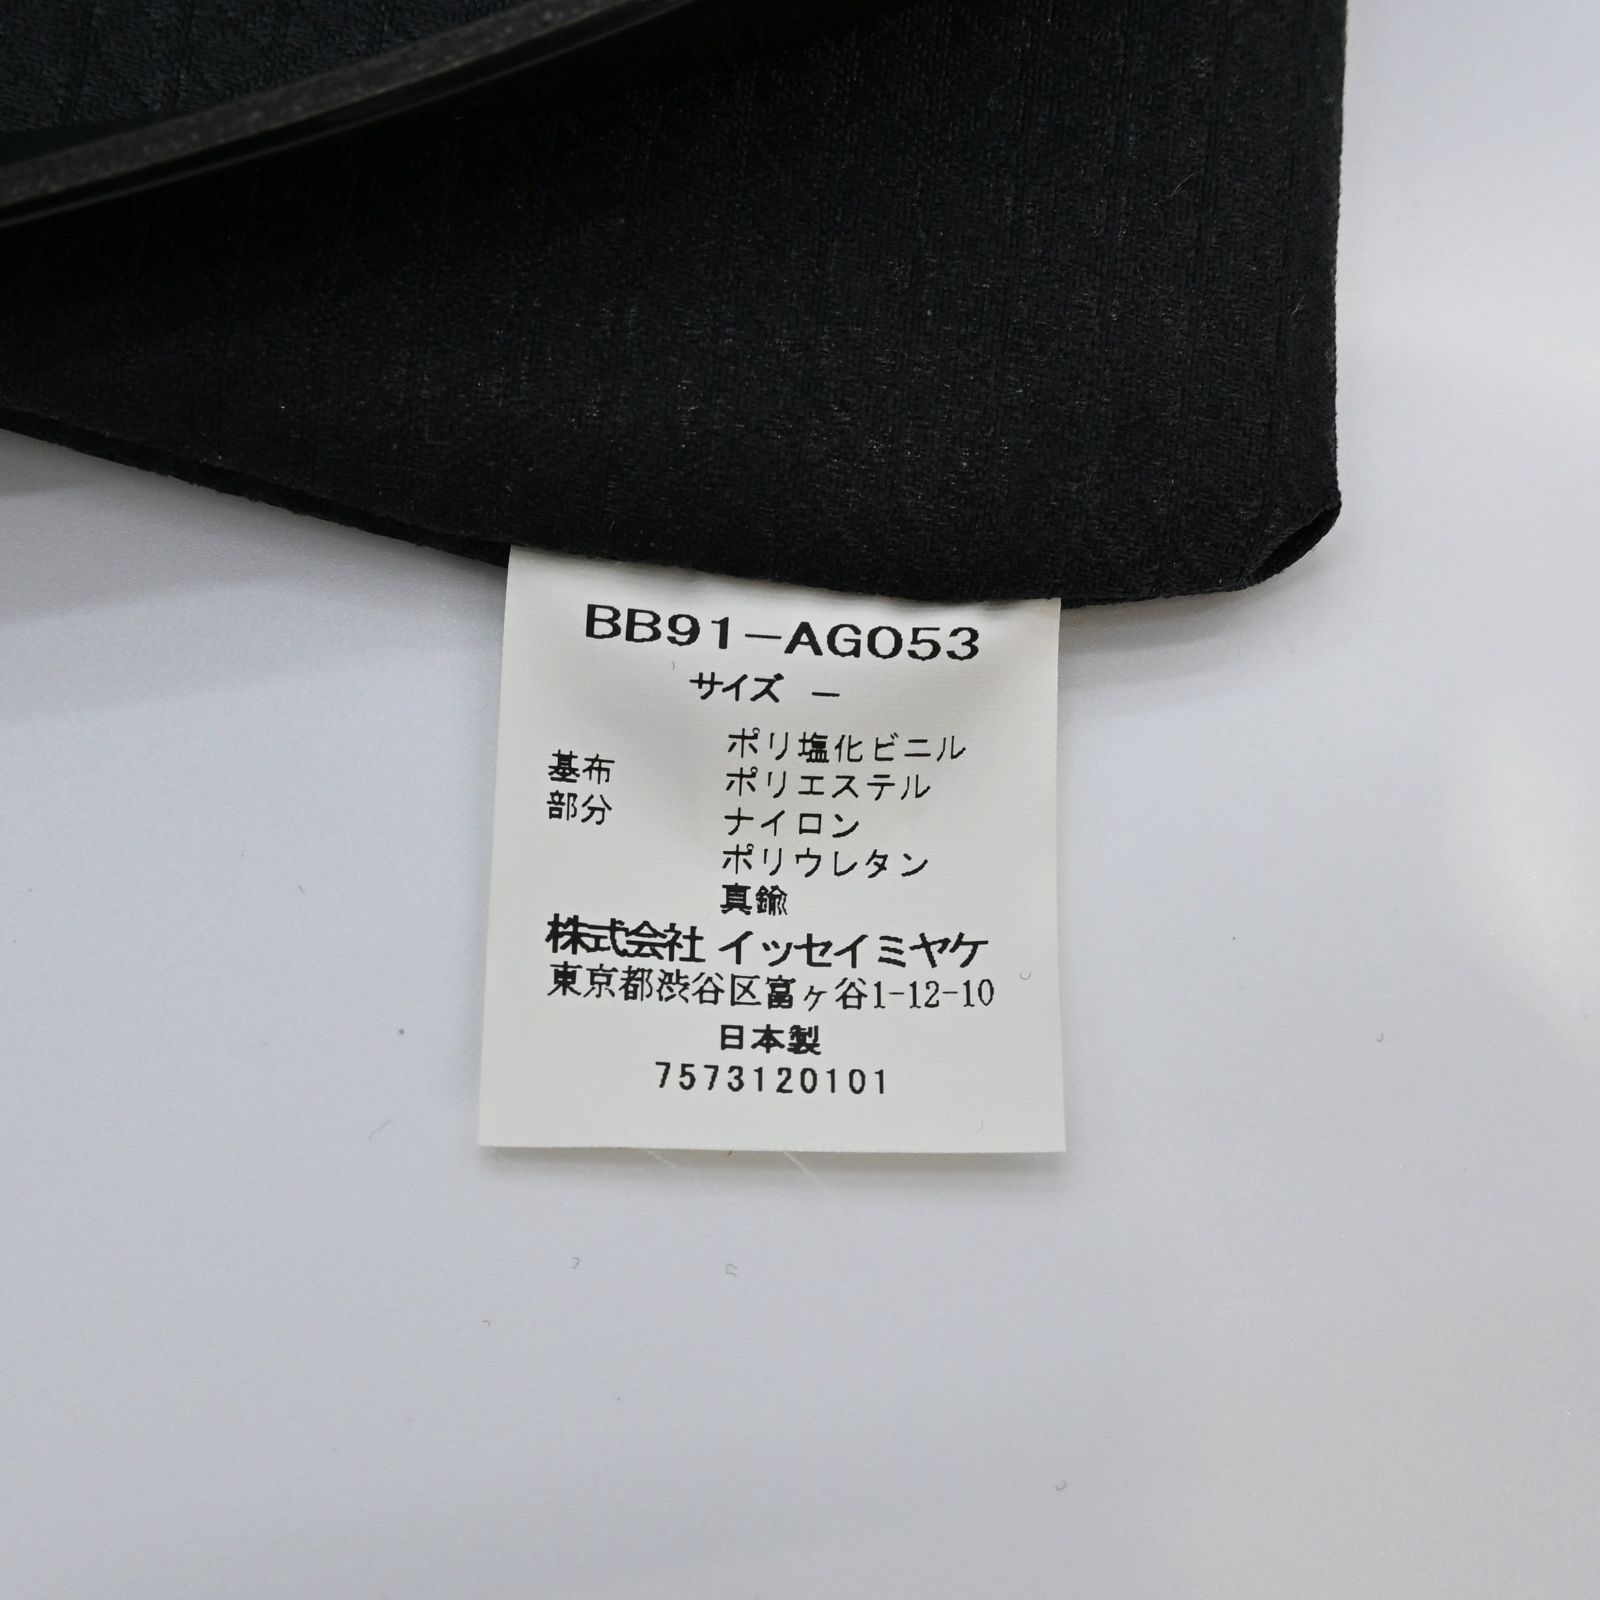 BB91-AG053
サイズ -
基布 ポリ塩化ビニル
部分 ポリエステル
ナイロン
ポリウレタン
真鍮
株式会社 イッセイミヤケ
東京都渋谷区富ヶ谷1-12-10
日本製
7573120101